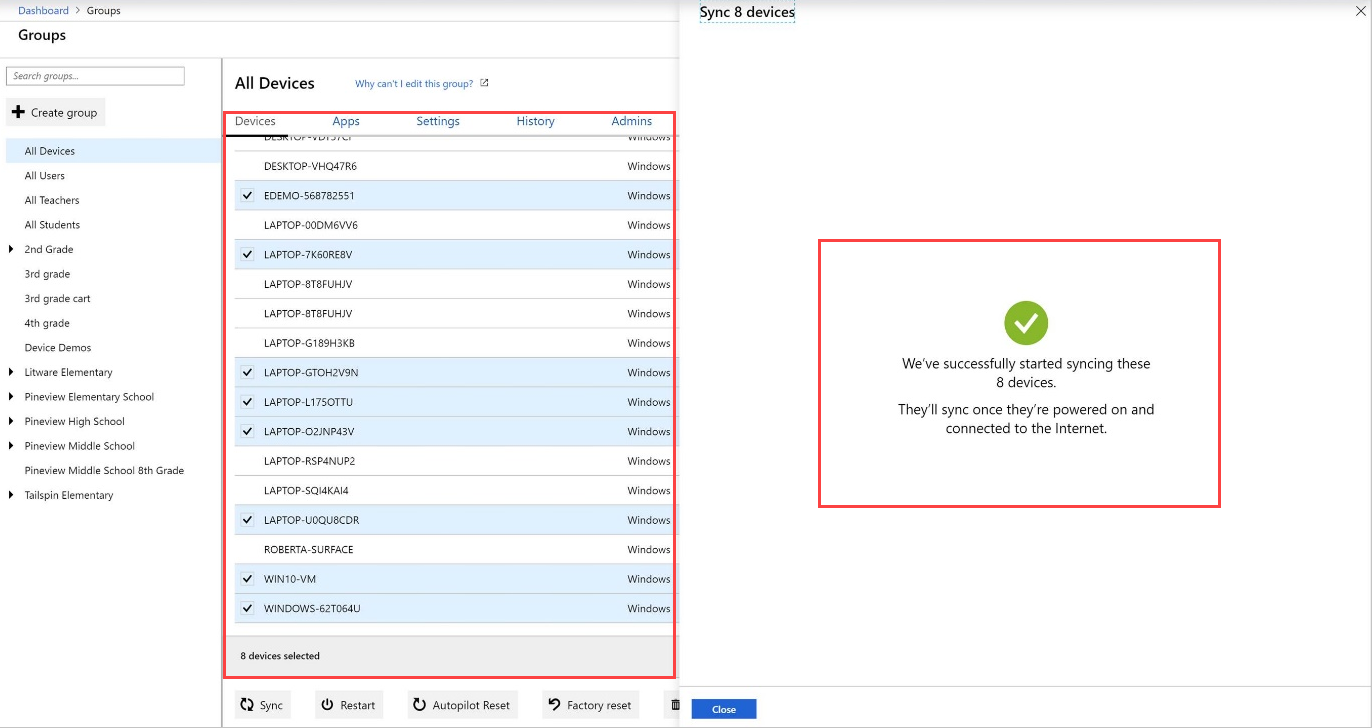 Dashboard > Groups
Groups
Search groups...
Create group
All Devices
All Users
All Teachers
All Students
2nd Grade
3rd grade
3rd grade cart
4th grade
Device Demos
Litware Elementary
Pineview Elementary School
Pineview High School
Pineview Middle School
Pineview Middle School 8th Grade
Tailspin Elementary
All Devices Why can't I edit this group?
Devices Apps Settings History Admins
Windows
DESKTOP-VHQ47R6 Windows
EDEMO-568782551 Windows
LAPTOP-00DM6VV6 Windows
LAPTOP-7K60RE8V Windows
LAPTOP-8T8FUHJV Windows
LAPTOP-8T8FUHJV Windows
LAPTOP-G189H3KB Windows
LAPTOP-GTOH2V9N Windows
LAPTOP-L175OTTU Windows
LAPTOP-O2JNP43V Windows
LAPTOP-RSP4NUP2 Windows
LAPTOP-SQI4KAI4 Windows
LAPTOP-U0QU8CDR Windows
ROBERTA-SURFACE Windows
WIN10-VM Windows
WINDOWS-62T064U Windows
8 devices selected
Sync Restart Autopilot Reset Factory reset
Sync 8 devices
We've successfully started syncing these
8 devices.
They'll sync once they're powered on and
connected to the Internet.
Close